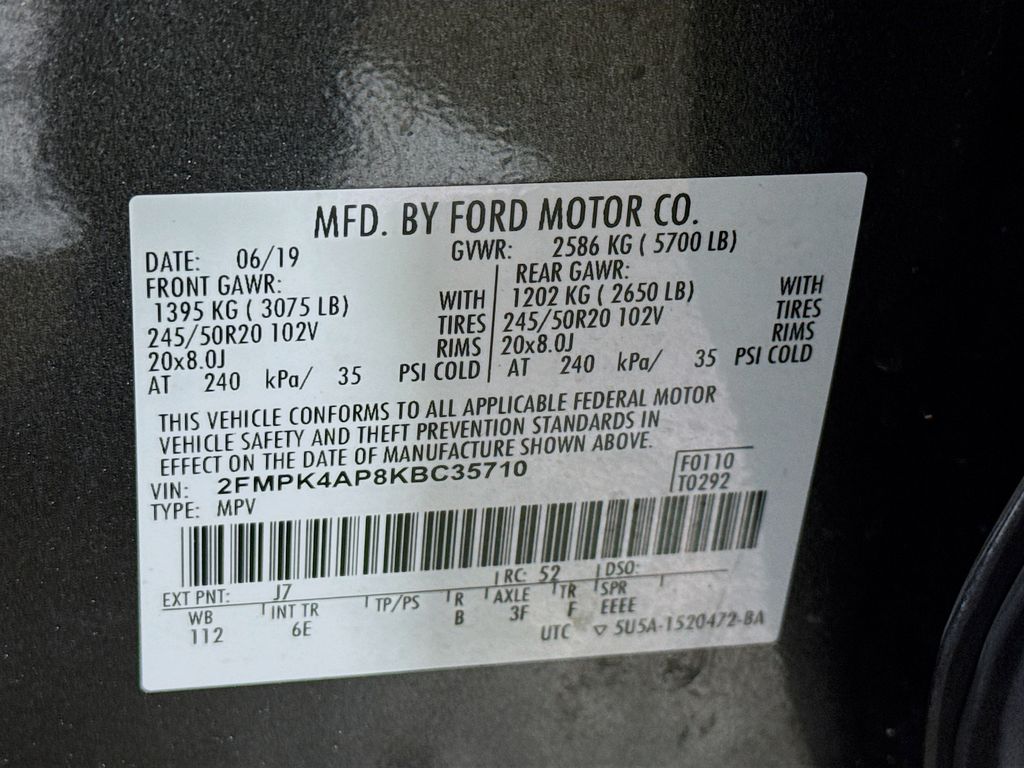 MFD. BY FORD MOTOR CO.
DATE: 06/19 GVWR: 2586 KG ( 5700 LB)
FRONT GAWR: REAR GAWR:
1395 KG ( 3075 LB) WITH 1202 KG ( 2650 LB) WITH
245/50R20 102V TIRES 245/50R20 102V TIRES
20x8.0J RIMS 20x8.0J RIMS
AT 240 kPa/ 35 PSI COLD AT 240 kPa/ 35 PSI COLD
THIS VEHICLE CONFORMS TO ALL APPLICABLE FEDERAL MOTOR
VEHICLE SAFETY AND THEFT PREVENTION STANDARDS IN
EFFECT ON THE DATE OF MANUFACTURE SHOWN ABOVE.
VIN: 2FMPK4AP8KBC35710 F0110
TYPE: MPV T0292
EXT PNT: J7 RC: 52 DSO:
WB INT TR TP/PS R AXLE TR SPR
112 6E B 3F F EEEE
UTC ▽ 5U5A-1520472-BA